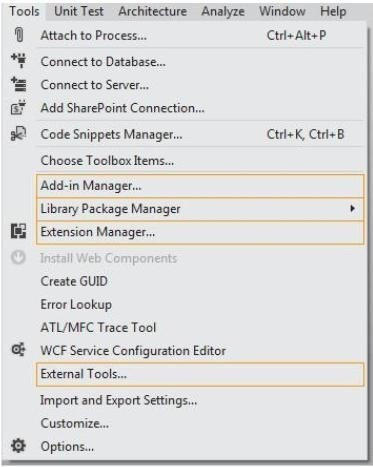 Tools Unit Test Architecture Analyze Window Help
Attach to Process... Ctrl+Alt+P
Connect to Database...
Connect to Server...
Add SharePoint Connection...
Code Snippets Manager... Ctrl+K, Ctrl+B
Choose Toolbox Items...
Add-in Manager...
Library Package Manager
Extension Manager...
Install Web Components
Create GUID
Error Lookup
ATL/MFC Trace Tool
WCF Service Configuration Editor
External Tools...
Import and Export Settings...
Customize...
Options...